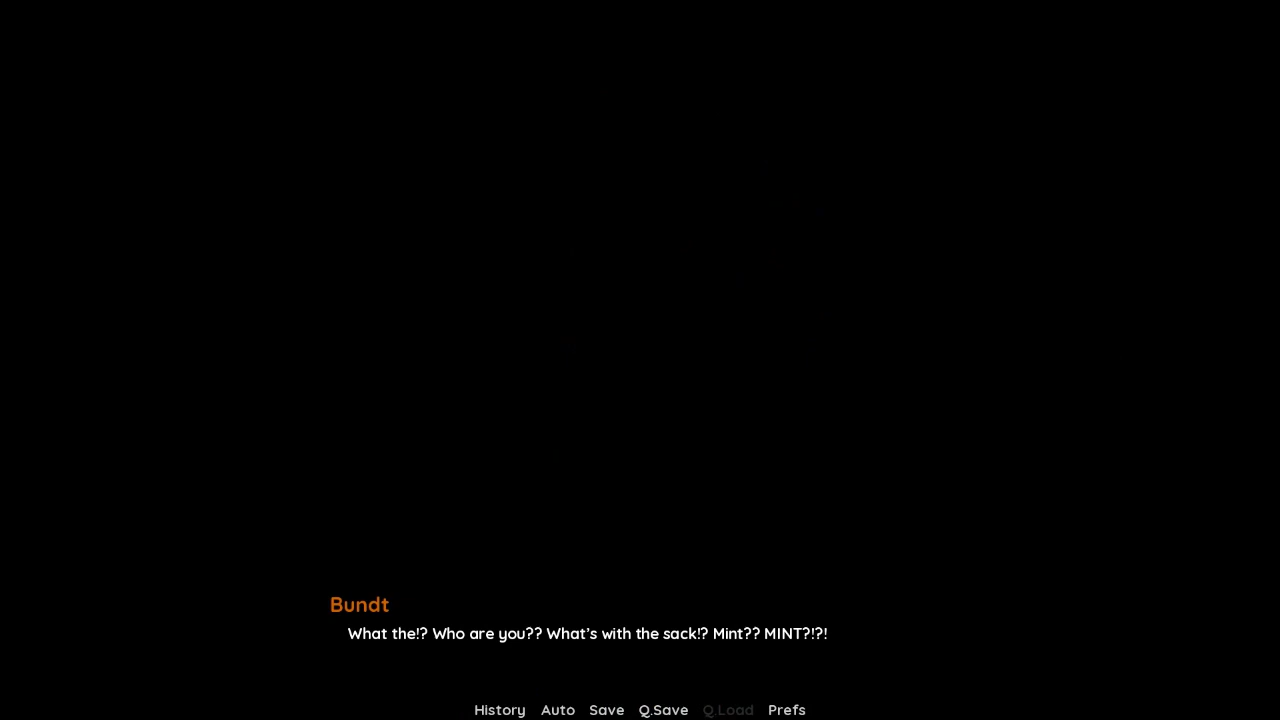 Bundt
What the!? Who are you?? What's with the sack!? Mint?? MINT?!?!
History Auto Save Q.Save Q.Load Prefs